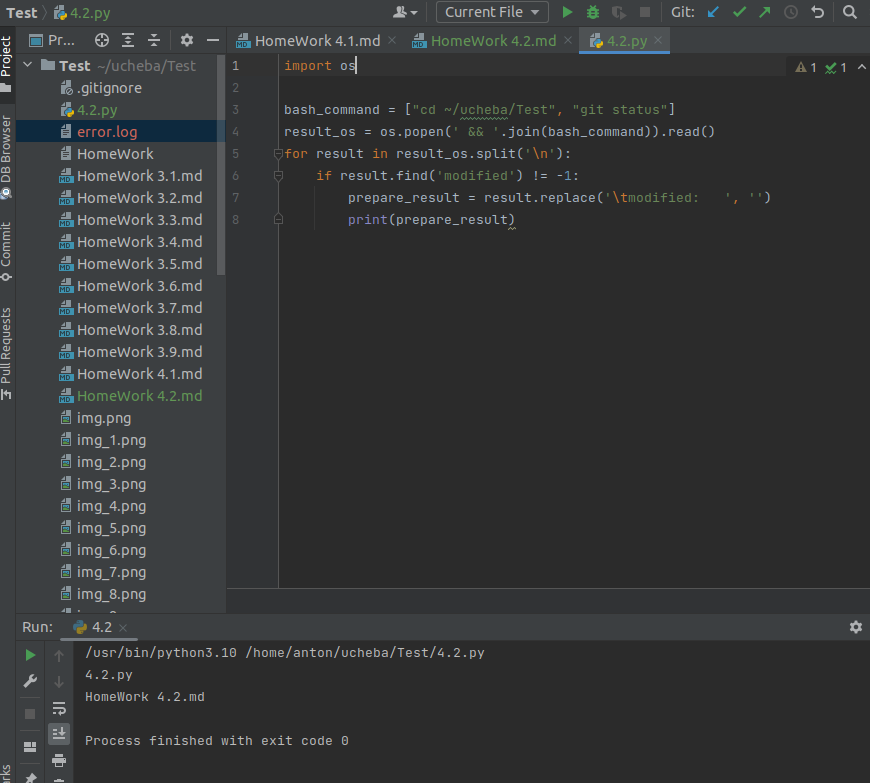 Test 4.2.py
Current File
Git:
Project
DB Browser
Commit
Pull Requests
Pr...
HomeWork 4.1.md
HomeWork 4.2.md
4.2.py
Test ~/ucheba/Test
.gitignore
4.2.py
error.log
HomeWork
HomeWork 3.1.md
HomeWork 3.2.md
HomeWork 3.3.md
HomeWork 3.4.md
HomeWork 3.5.md
HomeWork 3.6.md
HomeWork 3.7.md
HomeWork 3.8.md
HomeWork 3.9.md
HomeWork 4.1.md
HomeWork 4.2.md
img.png
img_1.png
img_2.png
img_3.png
img_4.png
img_5.png
img_6.png
img_7.png
img_8.png
1 import os
1 1
2
3 bash_command = ["cd ~/ucheba/Test", "git status"]
4 result_os = os.popen(' && '.join(bash_command)).read()
5 for result in result_os.split('\n'):
6 if result.find('modified') != -1:
7 prepare_result = result.replace('\tmodified:   ', '')
8 print(prepare_result)
Run: 4.2
/usr/bin/python3.10 /home/anton/ucheba/Test/4.2.py
4.2.py
HomeWork 4.2.md
Process finished with exit code 0